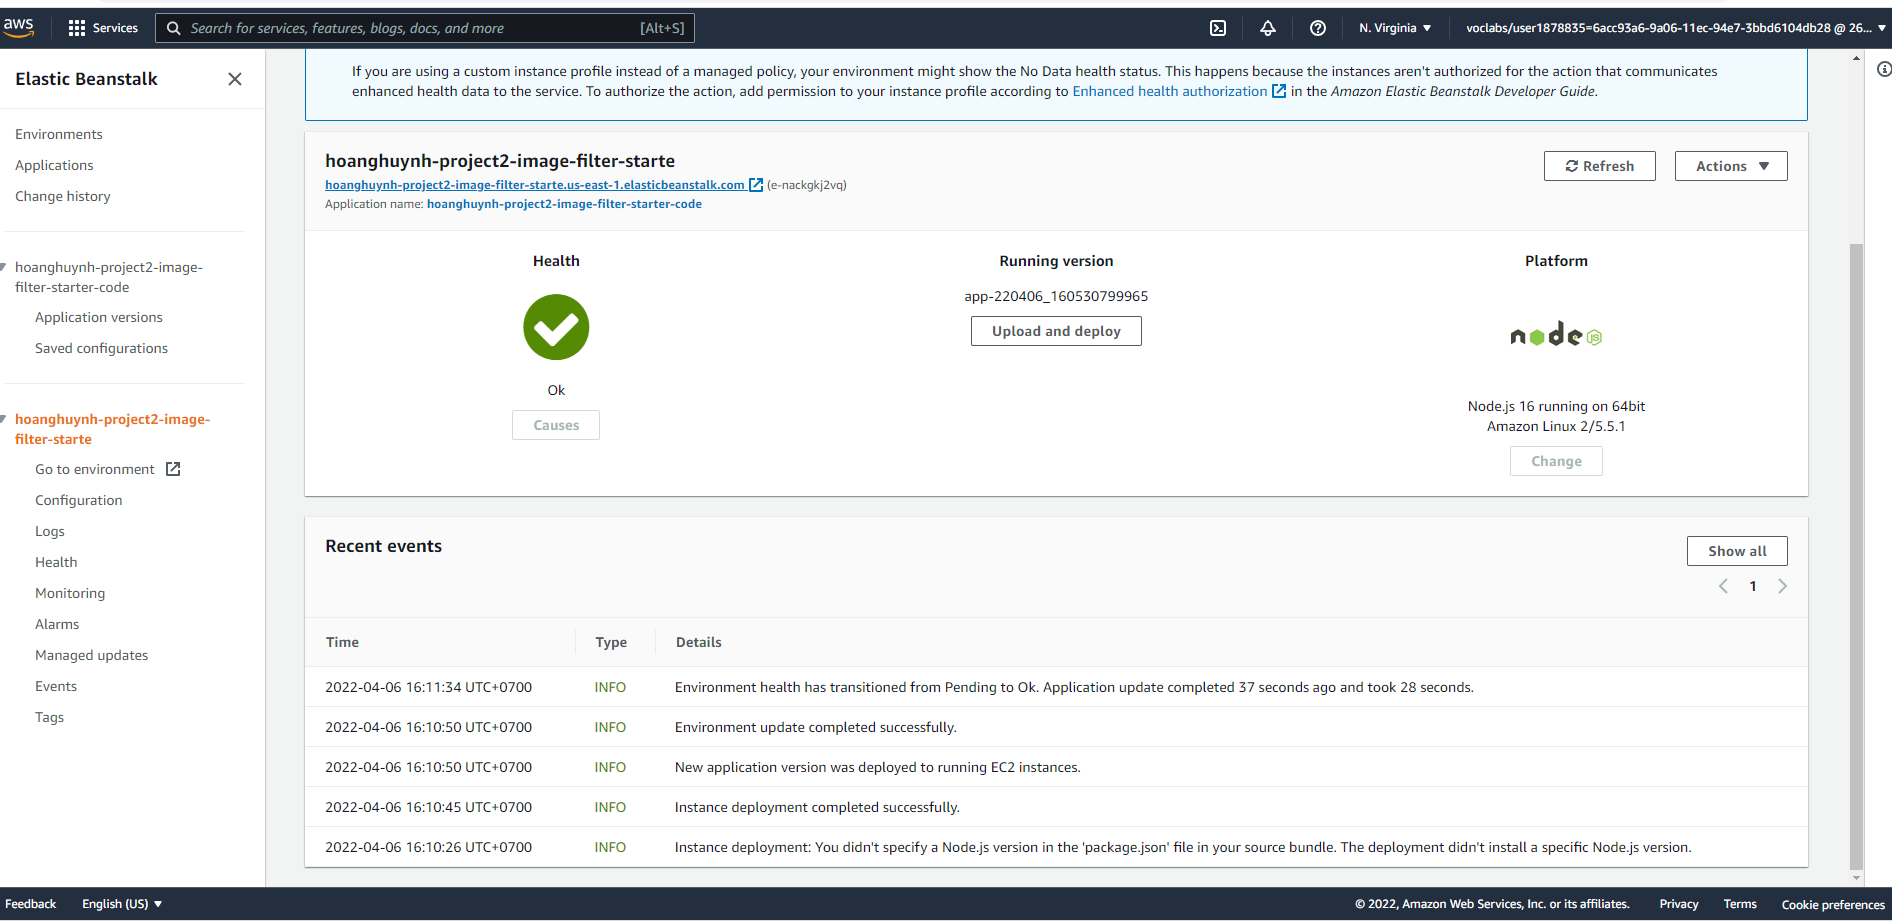 aws
Services
Search for services, features, blogs, docs, and more [Alt+S]
N. Virginia
voclabs/user1878835=6acc93a6-9a06-11ec-94e7-3bbd6104db28 @ 26...
Elastic Beanstalk
Environments
Applications
Change history
hoanghuynh-project2-image-
filter-starter-code
Application versions
Saved configurations
hoanghuynh-project2-image-
filter-starte
Go to environment
Configuration
Logs
Health
Monitoring
Alarms
Managed updates
Events
Tags
If you are using a custom instance profile instead of a managed policy, your environment might show the No Data health status. This happens because the instances aren't authorized for the action that communicates
enhanced health data to the service. To authorize the action, add permission to your instance profile according to Enhanced health authorization in the Amazon Elastic Beanstalk Developer Guide.
hoanghuynh-project2-image-filter-starte
hoanghuynh-project2-image-filter-starte.us-east-1.elasticbeanstalk.com (e-nackgkj2vq)
Application name: hoanghuynh-project2-image-filter-starter-code
Refresh
Actions
Health
Ok
Causes
Running version
app-220406_160530799965
Upload and deploy
Platform
node JS
Node.js 16 running on 64bit
Amazon Linux 2/5.5.1
Change
Recent events
Show all
1
Time Type Details
2022-04-06 16:11:34 UTC+0700 INFO Environment health has transitioned from Pending to Ok. Application update completed 37 seconds ago and took 28 seconds.
2022-04-06 16:10:50 UTC+0700 INFO Environment update completed successfully.
2022-04-06 16:10:50 UTC+0700 INFO New application version was deployed to running EC2 instances.
2022-04-06 16:10:45 UTC+0700 INFO Instance deployment completed successfully.
2022-04-06 16:10:26 UTC+0700 INFO Instance deployment: You didn't specify a Node.js version in the 'package.json' file in your source bundle. The deployment didn't install a specific Node.js version.
Feedback
English (US)
© 2022, Amazon Web Services, Inc. or its affiliates.
Privacy
Terms
Cookie preferences